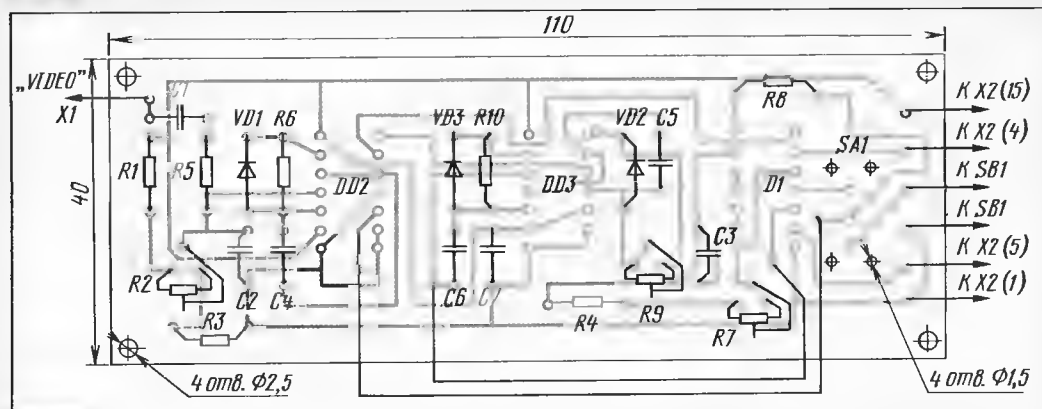 110
„VIDEO”
X1
40
C1
R1
R5
VD1
R6
DD2
VD3
R10
DD3
VD2
C5
R8
D1
SA1
К X2 (15)
К X2 (4)
К SB1
К SB1
К X2 (5)
К X2 (1)
R2
R3
C2
C4
C6
C7
R4
R9
C3
R7
4 отв. Ф2,5
4 отв. Ф1,5